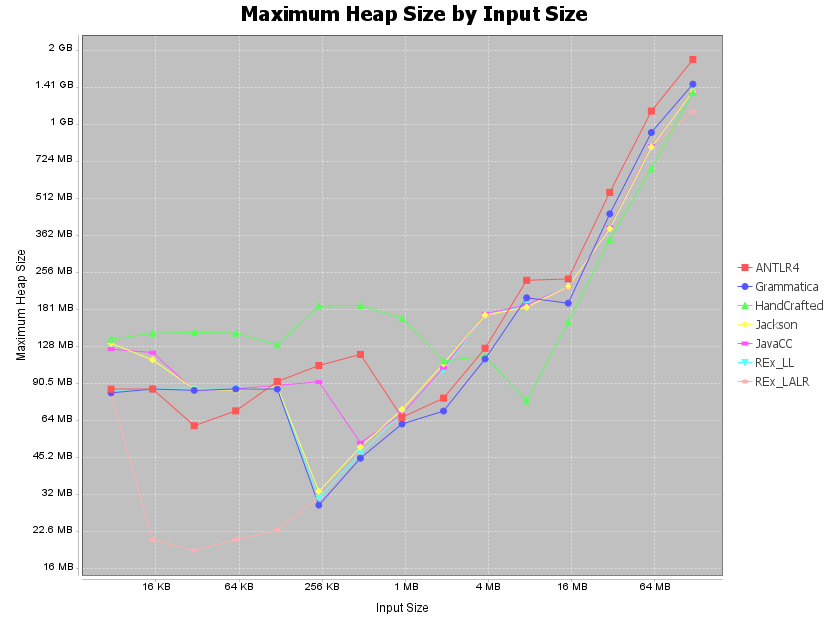 Maximum Heap Size by Input Size
Maximum Heap Size
2 GB
1.41 GB
1 GB
724 MB
512 MB
362 MB
256 MB
181 MB
128 MB
90.5 MB
64 MB
45.2 MB
32 MB
22.6 MB
16 MB
16 KB
64 KB
256 KB
1 MB
4 MB
16 MB
64 MB
Input Size
ANTLR4
Grammatica
HandCrafted
Jackson
JavaCC
REx_LL
REx_LALR